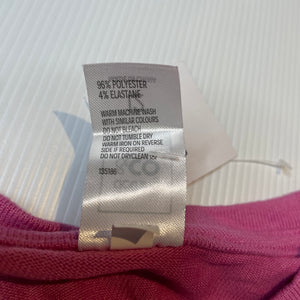 96% POLYESTER
4% ELASTANE
WARM MACHINE WASH
WITH SIMILAR COLOURS
DO NOT BLEACH
DO NOT TUMBLE DRY
WARM IRON ON REVERSE
SIDE IF REQUIRED
DO NOT DRYCLEAN
135186